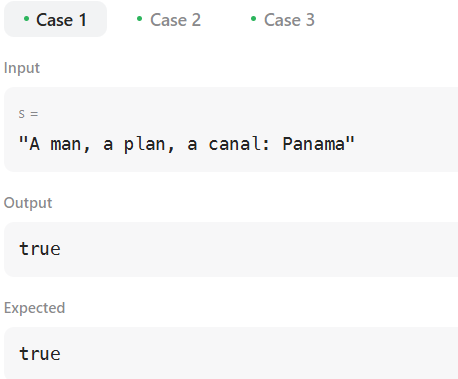 Case 1 Case 2 Case 3
Input
s =
"A man, a plan, a canal: Panama"
Output
true
Expected
true